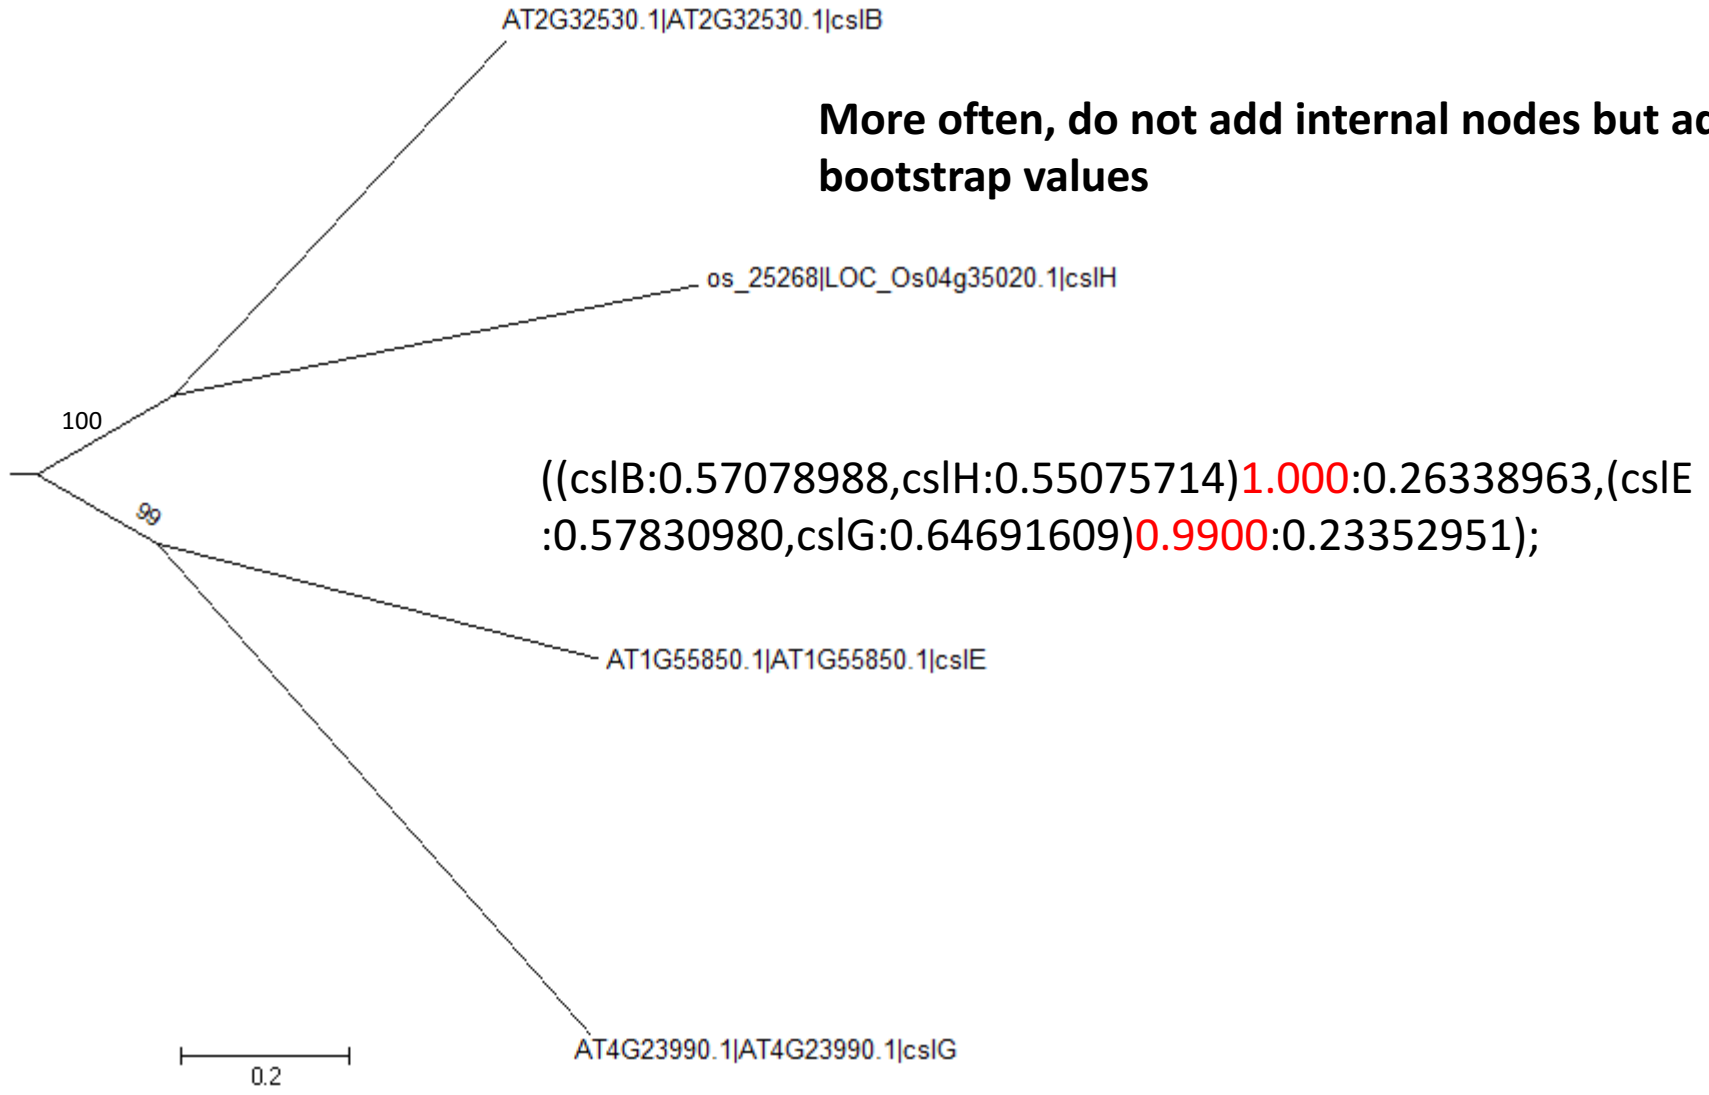 AT2G32530.1|AT2G32530.1|cslB
More often, do not add internal nodes but
bootstrap values
os_25268|LOC_Os04g35020.1|cslH
100
((cslB:0.57078988,cslH:0.55075714)1.000:0.26338963,(cslE
:0.57830980,cslG:0.64691609)0.9900:0.23352951);
99
AT1G55850.1|AT1G55850.1|cslE
AT4G23990.1|AT4G23990.1|cslG
0.2